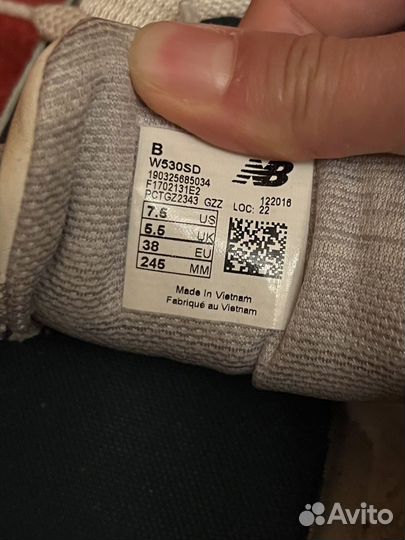 B
W530SD
190325685034
F1702131E2
PCTGZ2343 GZZ
122016
LOC: 22
7.5 US
5.5 UK
38 EU
245 MM
NB
Made in Vietnam
Fabriqué au Vietnam
Avito